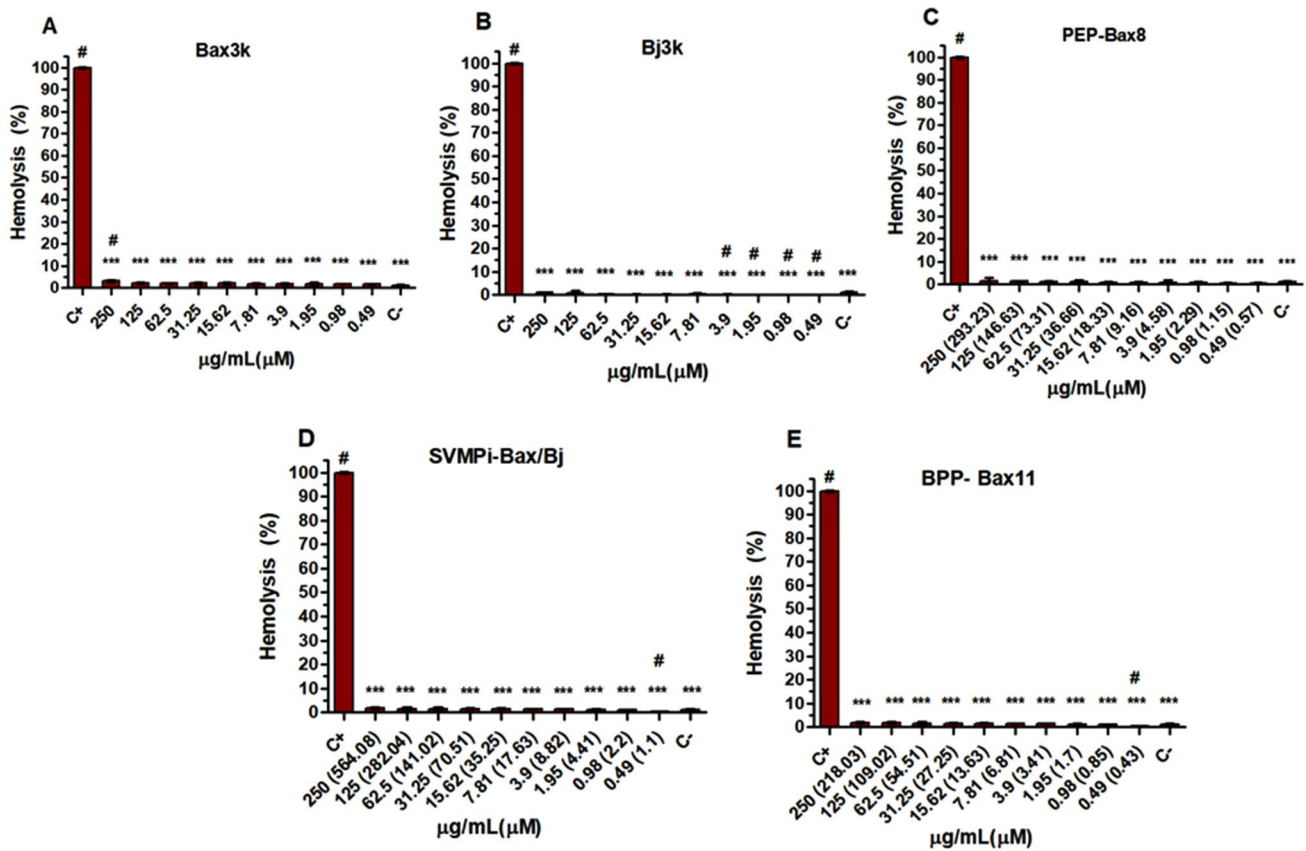 A
Bax3k
#
Hemolysis (%)
100
90
80
70
60
50
40
30
20
10
0
#
*** *** *** *** *** *** *** *** *** *** ***
C+ 250 125 62.5 31.25 15.62 7.81 3.9 1.95 0.98 0.49 C-
μg/mL(μM)
B
Bj3k
#
Hemolysis (%)
100
90
80
70
60
50
40
30
20
10
0
# # # #
*** *** *** *** *** *** *** *** *** *** ***
C+ 250 125 62.5 31.25 15.62 7.81 3.9 1.95 0.98 0.49 C-
μg/mL(μM)
C
PEP-Bax8
#
Hemolysis (%)
100
90
80
70
60
50
40
30
20
10
0
*** *** *** *** *** *** *** *** *** *** ***
C+ 250 (293.23) 125 (146.63) 62.5 (73.31) 31.25 (36.66) 15.62 (18.33) 7.81 (9.16) 3.9 (4.58) 1.95 (2.29) 0.98 (1.15) 0.49 (0.57) C-
μg/mL(μM)
D
SVMPi-Bax/Bj
#
Hemolysis (%)
100
90
80
70
60
50
40
30
20
10
0
#
*** *** *** *** *** *** *** *** *** *** ***
C+ 250 (564.08) 125 (282.04) 62.5 (141.02) 31.25 (70.51) 15.62 (35.25) 7.81 (17.63) 3.9 (8.82) 1.95 (4.41) 0.98 (2.2) 0.49 (1.1) C-
μg/mL(μM)
E
BPP- Bax11
#
Hemolysis (%)
100
90
80
70
60
50
40
30
20
10
0
#
*** *** *** *** *** *** *** *** *** *** ***
C+ 250 (218.03) 125 (109.02) 62.5 (54.51) 31.25 (27.25) 15.62 (13.63) 7.81 (6.81) 3.9 (3.41) 1.95 (1.7) 0.98 (0.85) 0.49 (0.43) C-
μg/mL(μM)